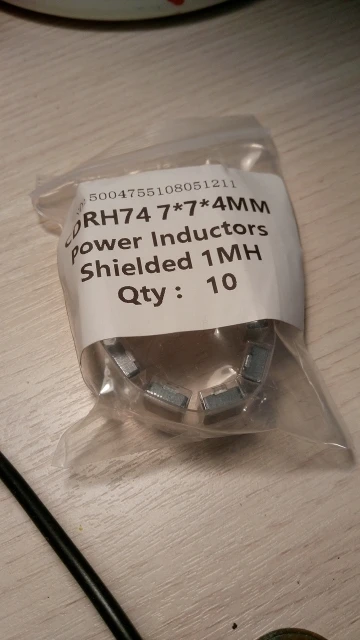 5004755108051211
CDRH74 7*7*4MM
Power Inductors
Shielded 1MH
Qty : 10